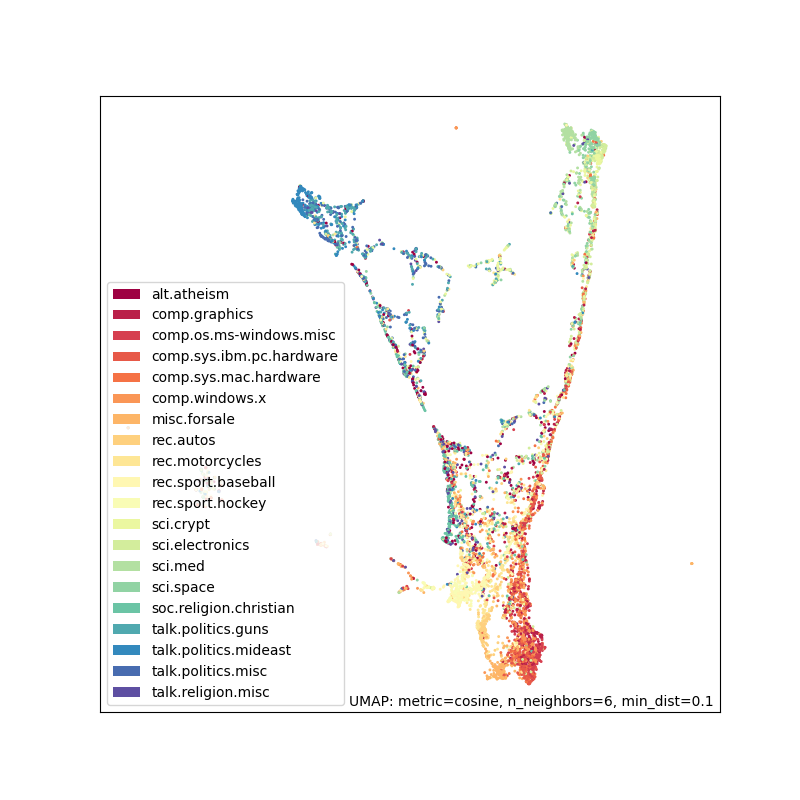 alt.atheism
comp.graphics
comp.os.ms-windows.misc
comp.sys.ibm.pc.hardware
comp.sys.mac.hardware
comp.windows.x
misc.forsale
rec.autos
rec.motorcycles
rec.sport.baseball
rec.sport.hockey
sci.crypt
sci.electronics
sci.med
sci.space
soc.religion.christian
talk.politics.guns
talk.politics.mideast
talk.politics.misc
talk.religion.misc
UMAP: metric=cosine, n_neighbors=6, min_dist=0.1